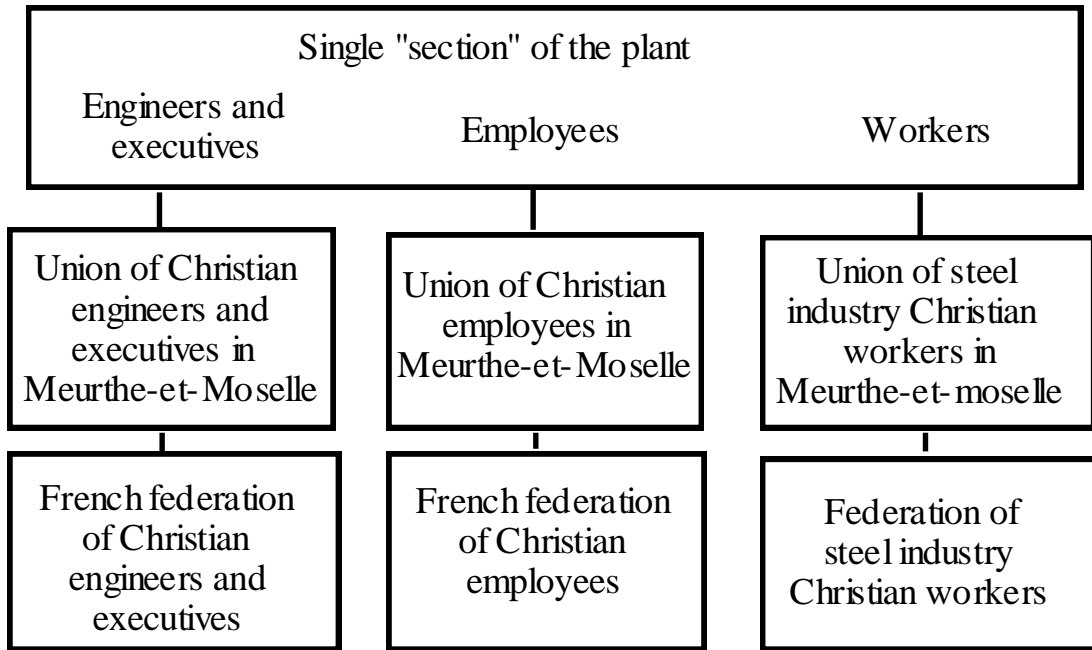 Single "section" of the plant
Engineers and
executives
Employees
Workers
Union of Christian
engineers and
executives in
Meurthe-et-Moselle
Union of Christian
employees in
Meurthe-et-Moselle
Union of steel
industry Christian
workers in
Meurthe-et-moselle
French federation
of Christian
engineers and
executives
French federation
of Christian
employees
Federation of
steel industry
Christian workers